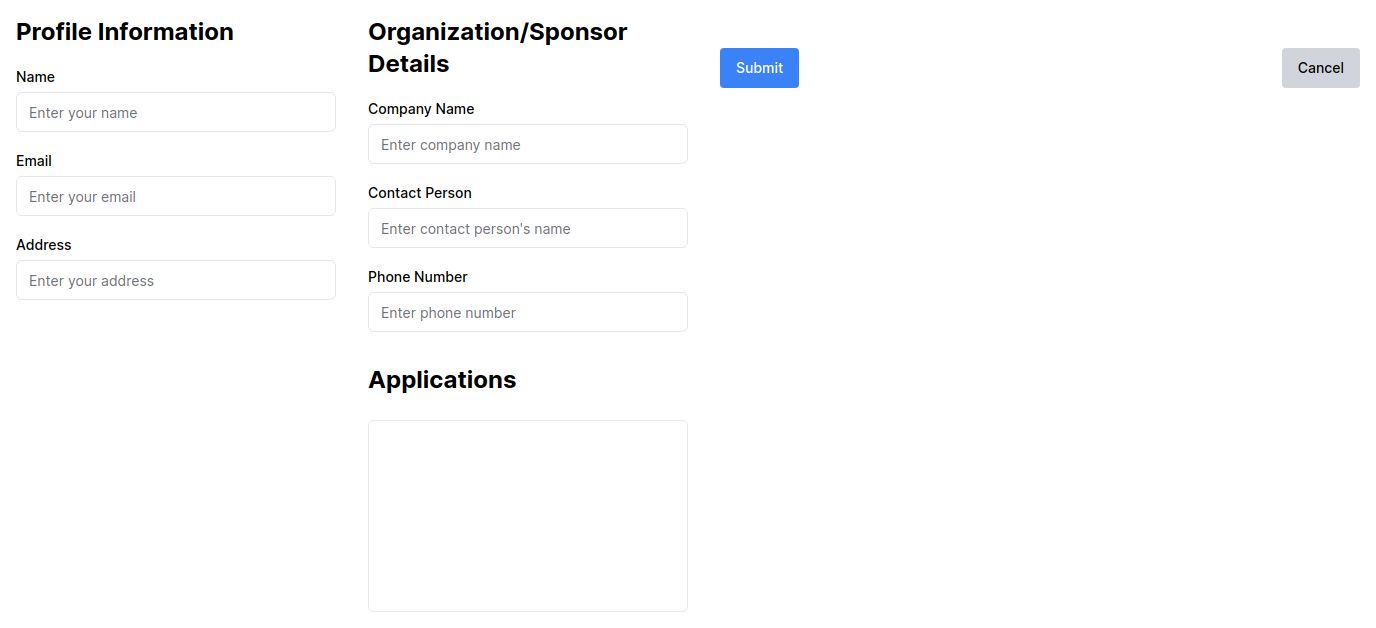 Profile Information
Name
Enter your name
Email
Enter your email
Address
Enter your address
Organization/Sponsor
Details
Company Name
Enter company name
Contact Person
Enter contact person's name
Phone Number
Enter phone number
Applications
Submit
Cancel